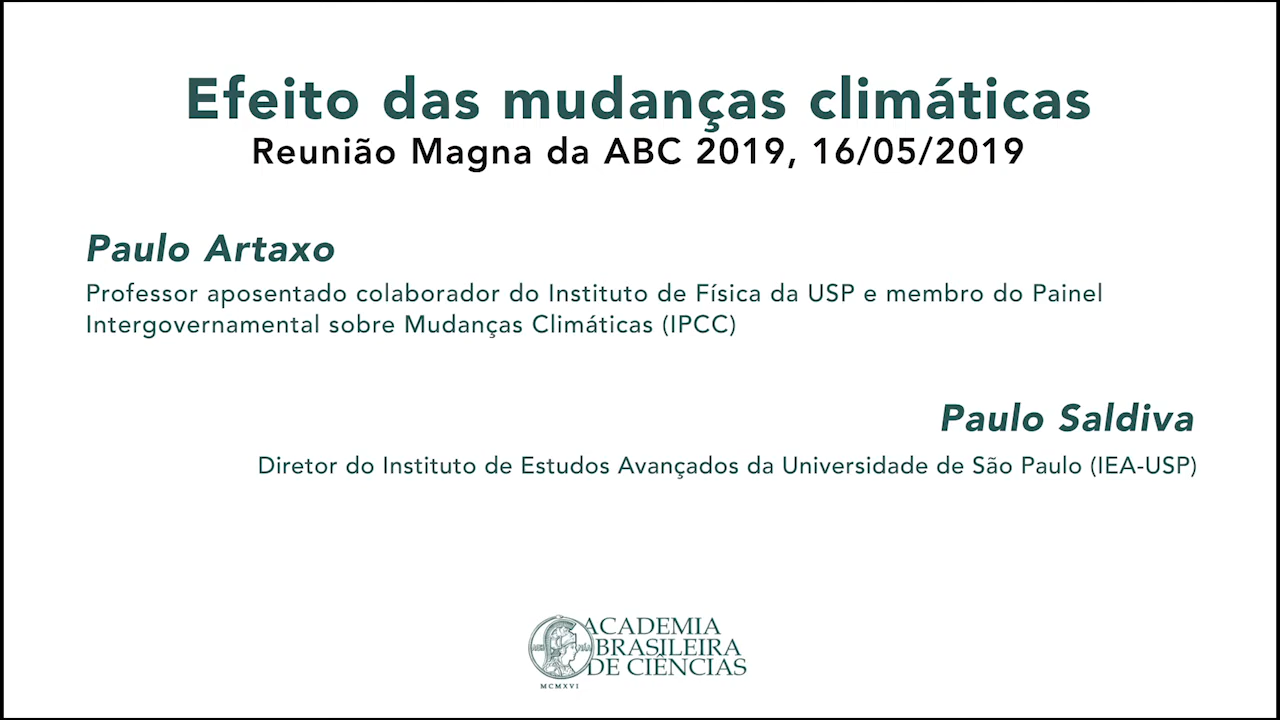 Efeito das mudanças climáticas
Reunião Magna da ABC 2019, 16/05/2019
Paulo Artaxo
Professor aposentado colaborador do Instituto de Física da USP e membro do Painel
Intergovernamental sobre Mudanças Climáticas (IPCC)
Paulo Saldiva
Diretor do Instituto de Estudos Avançados da Universidade de São Paulo (IEA-USP)
ACADEMIA
BRASILEIRA
DE CIÊNCIAS
MCMXVI